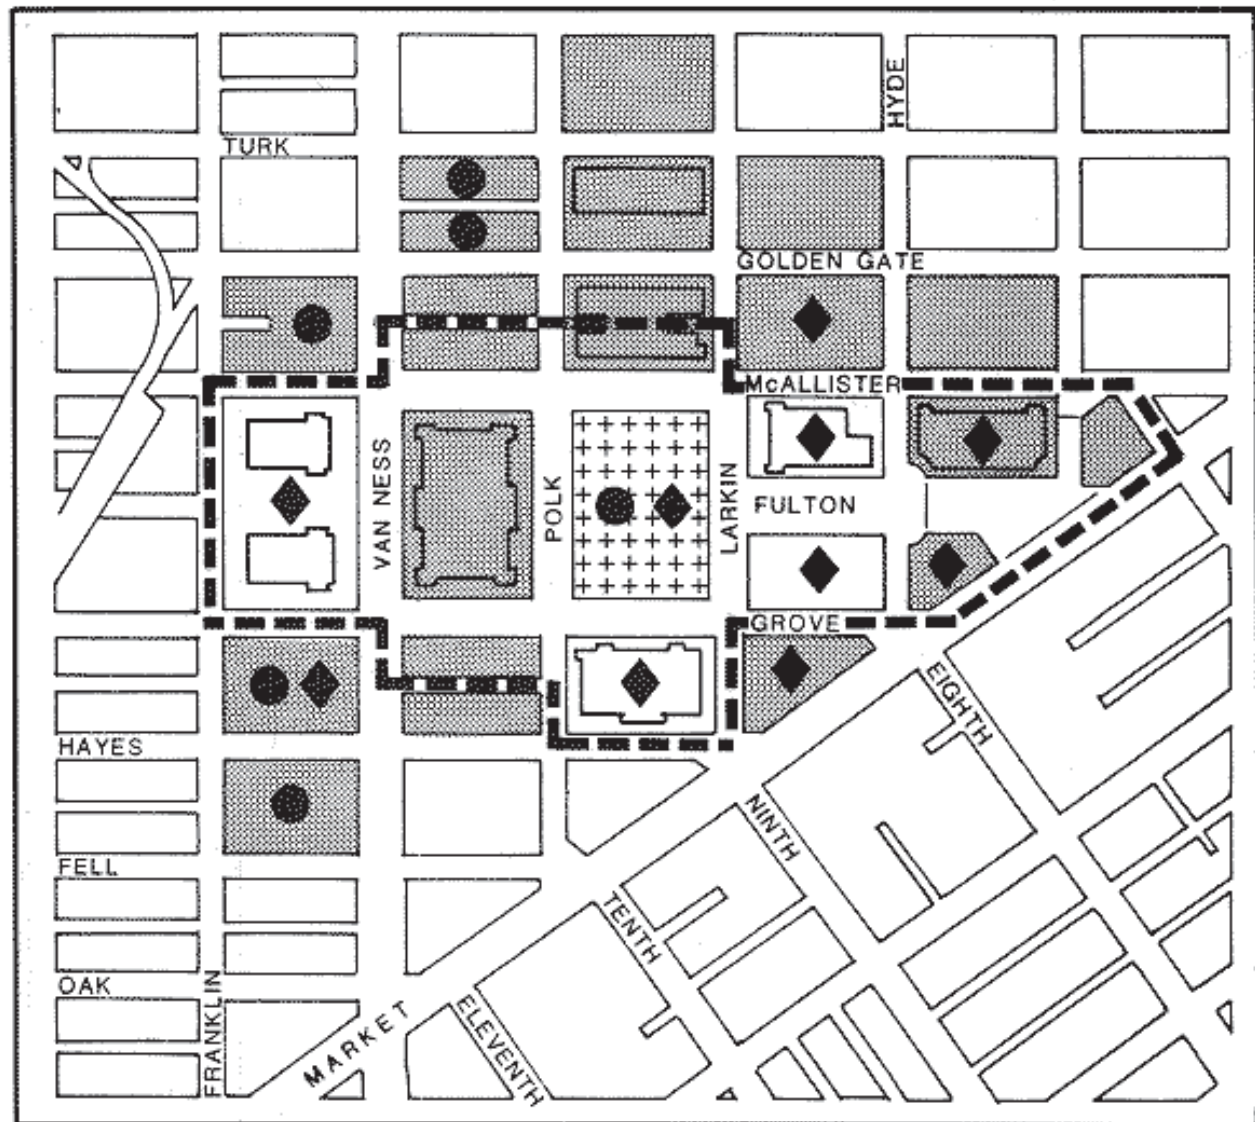 HYDE
TURK
GOLDEN GATE
McALLISTER
VAN NESS
POLK
LARKIN
FULTON
GROVE
EIGHTH
HAYES
NINTH
FELL
TENTH
OAK
FRANKLIN
MARKET
ELEVENTH